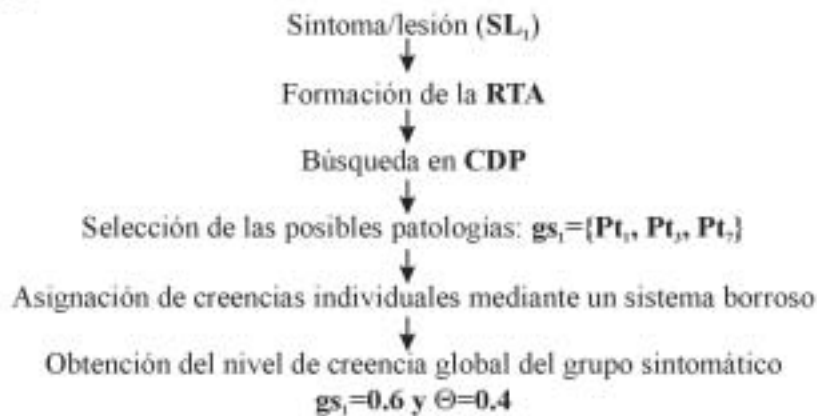 Síntoma/lesión (SL₁)
Formación de la RTA
Búsqueda en CDP
Selección de las posibles patologías: gs₁={Pt₁, Pt₃, Pt₇}
Asignación de creencias individuales mediante un sistema borroso
Obtención del nivel de creencia global del grupo sintomático
gs₁=0.6 y Θ=0.4